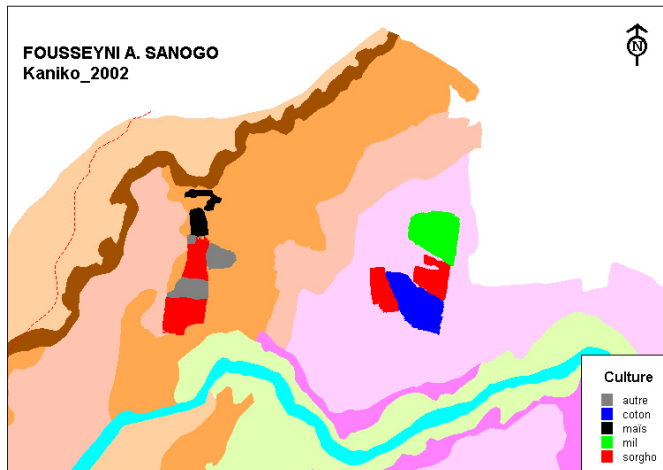 FOUSSEYNI A. SANOGO
Kaniko_2002
N
Culture
autre
coton
maïs
mil
sorgho